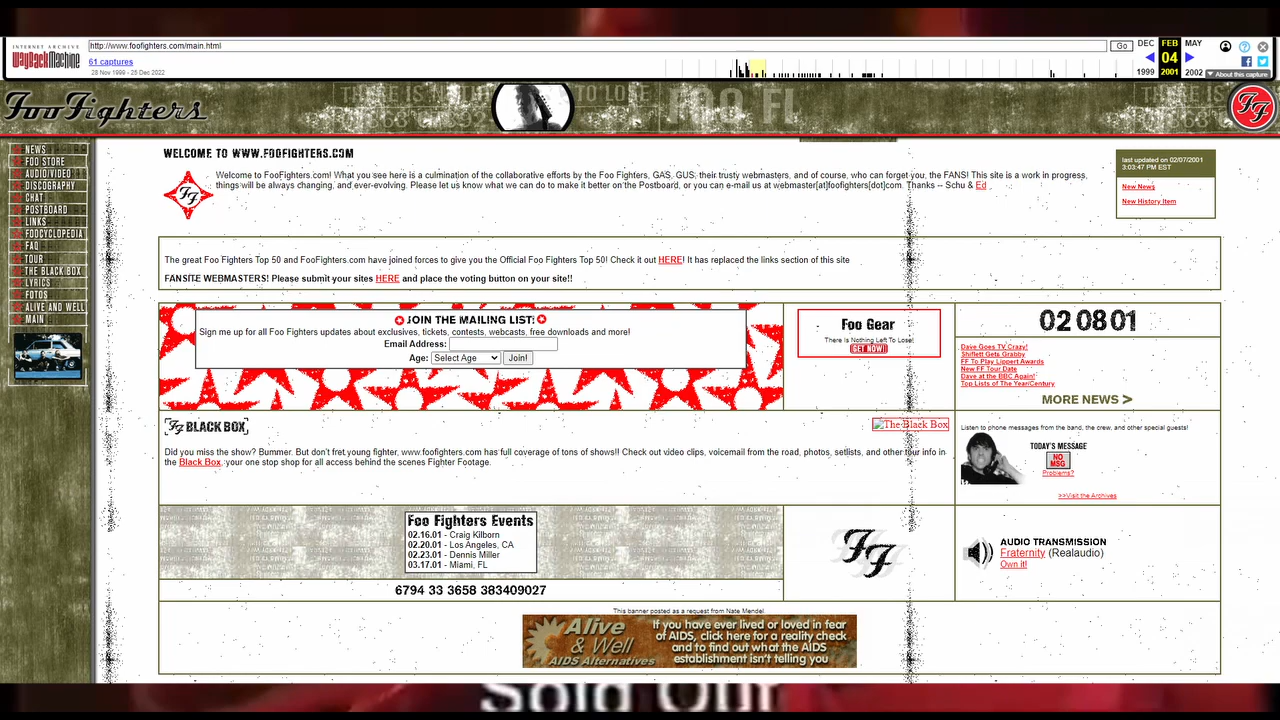 INTERNET ARCHIVE
WayBackMachine
http://www.foofighters.com/main.html
Go
DEC
FEB
MAY
61 captures
04
28 Nov 1999 - 25 Dec 2022
1999
2001
2002
About this capture
Foo Fighters
FF
NEWS
FOO STORE
AUDIO/VIDEO
DISCOGRAPHY
CHAT
POSTBOARD
LINKS
FOOCYCLOPEDIA
FAQ
TOUR
THE BLACK BOX
LYRICS
FOTOS
ALIVE AND WELL
MAIN
WELCOME TO WWW.FOOFIGHTERS.COM
Welcome to FooFighters.com! What you see here is a culmination of the collaborative efforts by the Foo Fighters, GAS, GUS, their trusty webmasters, and of course, who can forget you, the FANS! This site is a work in progress,
things will be always changing, and ever-evolving. Please let us know what we can do to make it better on the Postboard, or you can e-mail us at webmaster[at]foofighters[dot]com. Thanks -- Schu & Ed
last updated on 02/07/2001
3:03:47 PM EST
New News
New History Item
The great Foo Fighters Top 50 and FooFighters.com have joined forces to give you the Official Foo Fighters Top 50! Check it out HERE! It has replaced the links section of this site
FANSITE WEBMASTERS! Please submit your sites HERE and place the voting button on your site!!
JOIN THE MAILING LIST!
Sign me up for all Foo Fighters updates about exclusives, tickets, contests, webcasts, free downloads and more!
Email Address:
Age: Select Age Join!
Foo Gear
There is Nothing Left To Lose!
GET NOW!
02 08 01
Dave Goes TV Crazy!
Shiflett Gets Grabby
FF To Play Lippert Awards
New FF Tour Date
Dave at the BBC Again!
Top Lists of The Year/Century
MORE NEWS >
FF BLACK BOX
The Black Box
Did you miss the show? Bummer. But don't fret young fighter, www.foofighters.com has full coverage of tons of shows!! Check out video clips, voicemail from the road, photos, setlists, and other tour info in
the Black Box, your one stop shop for all access behind the scenes Fighter Footage.
Listen to phone messages from the band, the crew, and other special guests!
TODAY'S MESSAGE
NO
MSG
Problems?
>>Visit the Archives
Foo Fighters Events
02.16.01 - Craig Kilborn
02.20.01 - Los Angeles, CA
02.23.01 - Dennis Miller
03.17.01 - Miami, FL
6794 33 3658 383409027
FF
AUDIO TRANSMISSION
Fraternity (Realaudio)
Own it!
This banner posted as a request from Nate Mendel.
Alive
& Well
AIDS Alternatives
If you have ever lived or loved in fear
of AIDS, click here for a reality check
and to find out what the AIDS
establishment isn't telling you
Sold Out